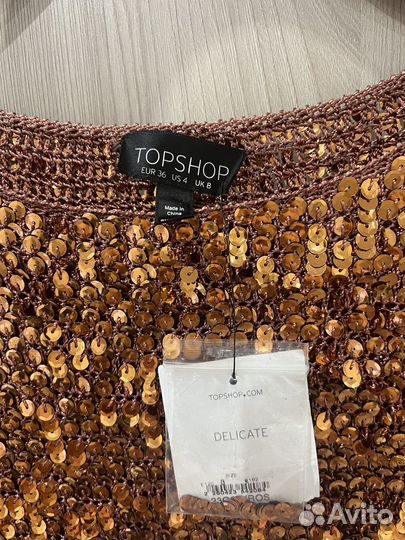 TOPSHOP
EUR 36 US 4 UK 8
Made in
China
TOPSHOP.COM
DELICATE
Avito